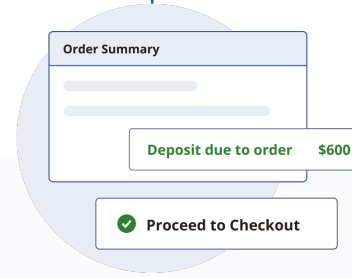 Order Summary
Deposit due to order $600
Proceed to Checkout